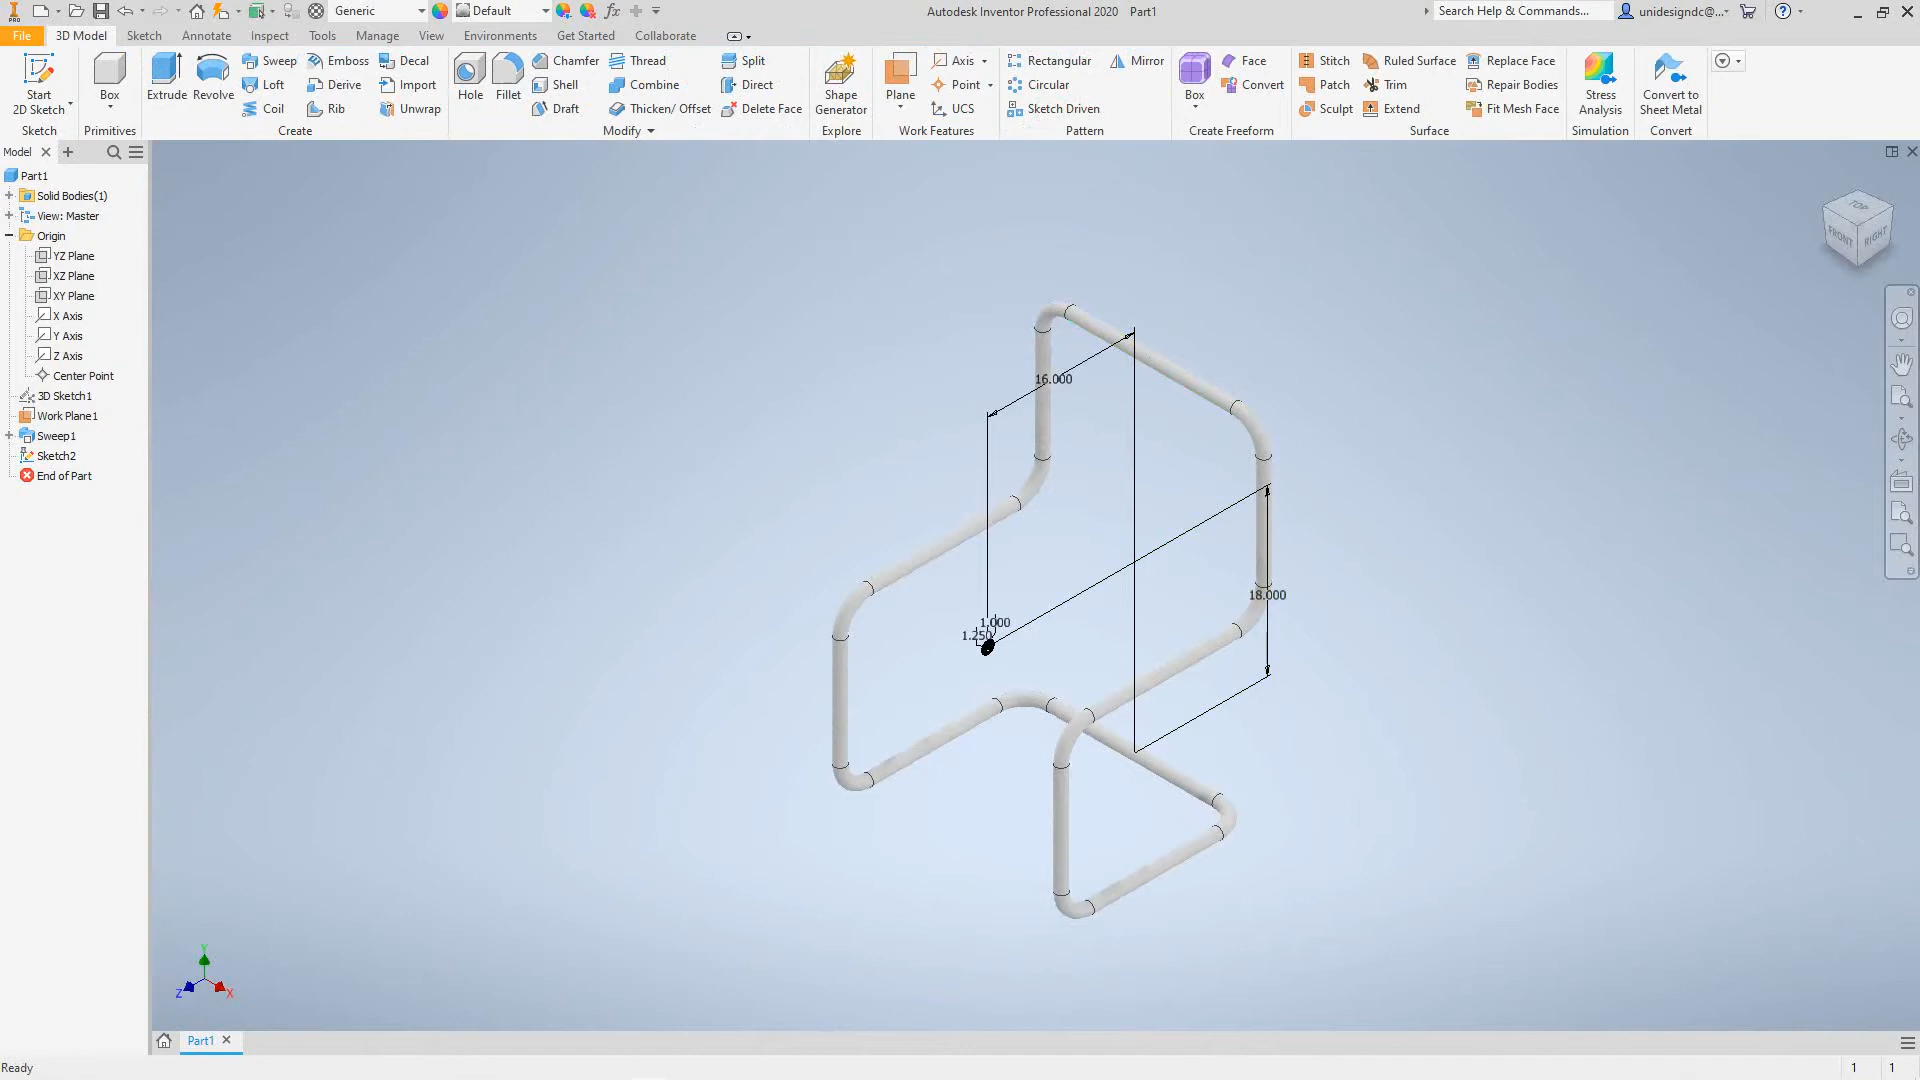 Generic
Default
Autodesk Inventor Professional 2020 Part1
Search Help & Commands...
unidesigndc@...
File 3D Model Sketch Annotate Inspect Tools Manage View Environments Get Started Collaborate
Start
2D Sketch
Sketch
Box
Primitives
Extrude
Revolve
Sweep
Loft
Coil
Emboss
Derive
Rib
Decal
Import
Unwrap
Create
Hole
Fillet
Chamfer
Shell
Draft
Thread
Combine
Thicken/ Offset
Split
Direct
Delete Face
Modify
Shape
Generator
Explore
Plane
Axis
Point
UCS
Work Features
Rectangular
Circular
Sketch Driven
Mirror
Pattern
Box
Face
Convert
Create Freeform
Stitch
Patch
Sculpt
Ruled Surface
Trim
Extend
Replace Face
Repair Bodies
Fit Mesh Face
Surface
Stress
Analysis
Simulation
Convert to
Sheet Metal
Convert
Model
Part1
Solid Bodies(1)
View: Master
Origin
YZ Plane
XZ Plane
XY Plane
X Axis
Y Axis
Z Axis
Center Point
3D Sketch1
Work Plane1
Sweep1
Sketch2
End of Part
TOP
FRONT
RIGHT
16.000
18.000
1.000
1.250
Y
Z
X
Part1
Ready
1 1